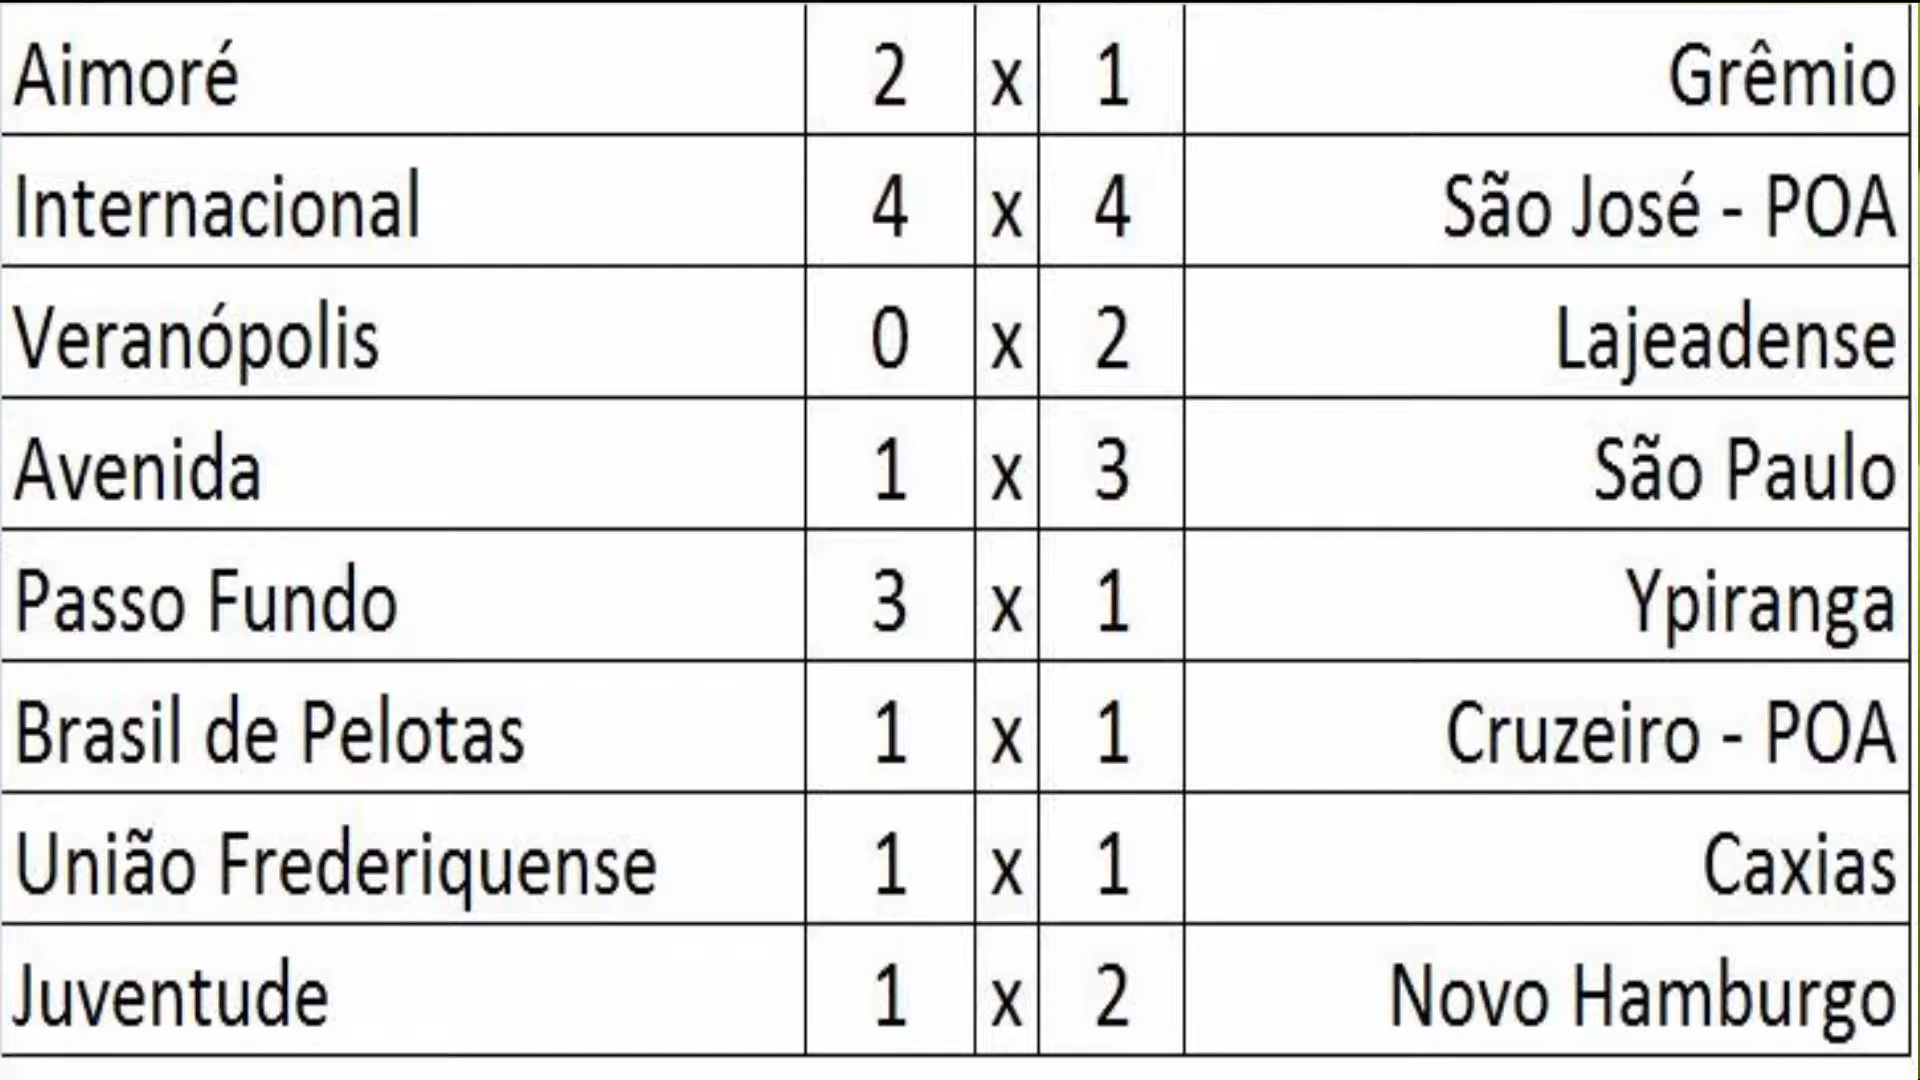 Aimoré 2 x 1 Grêmio
Internacional 4 x 4 São José - POA
Veranópolis 0 x 2 Lajeadense
Avenida 1 x 3 São Paulo
Passo Fundo 3 x 1 Ypiranga
Brasil de Pelotas 1 x 1 Cruzeiro - POA
União Frederiquense 1 x 1 Caxias
Juventude 1 x 2 Novo Hamburgo